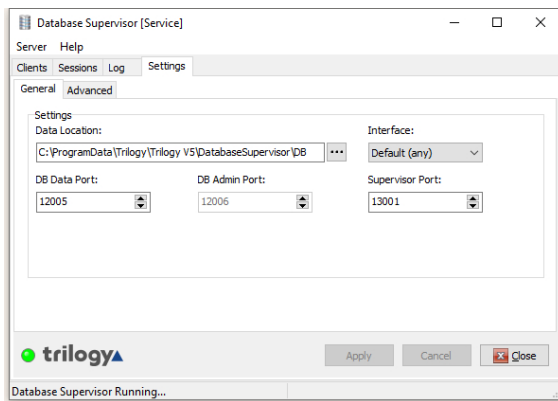 Database Supervisor [Service]
Server Help
Clients Sessions Log Settings
General Advanced
Settings
Data Location: Interface:
C:\ProgramData\Trilogy\Trilogy V5\DatabaseSupervisor\DB ... Default (any)
DB Data Port: DB Admin Port: Supervisor Port:
12005 12006 13001
trilogy Apply Cancel Close
Database Supervisor Running...